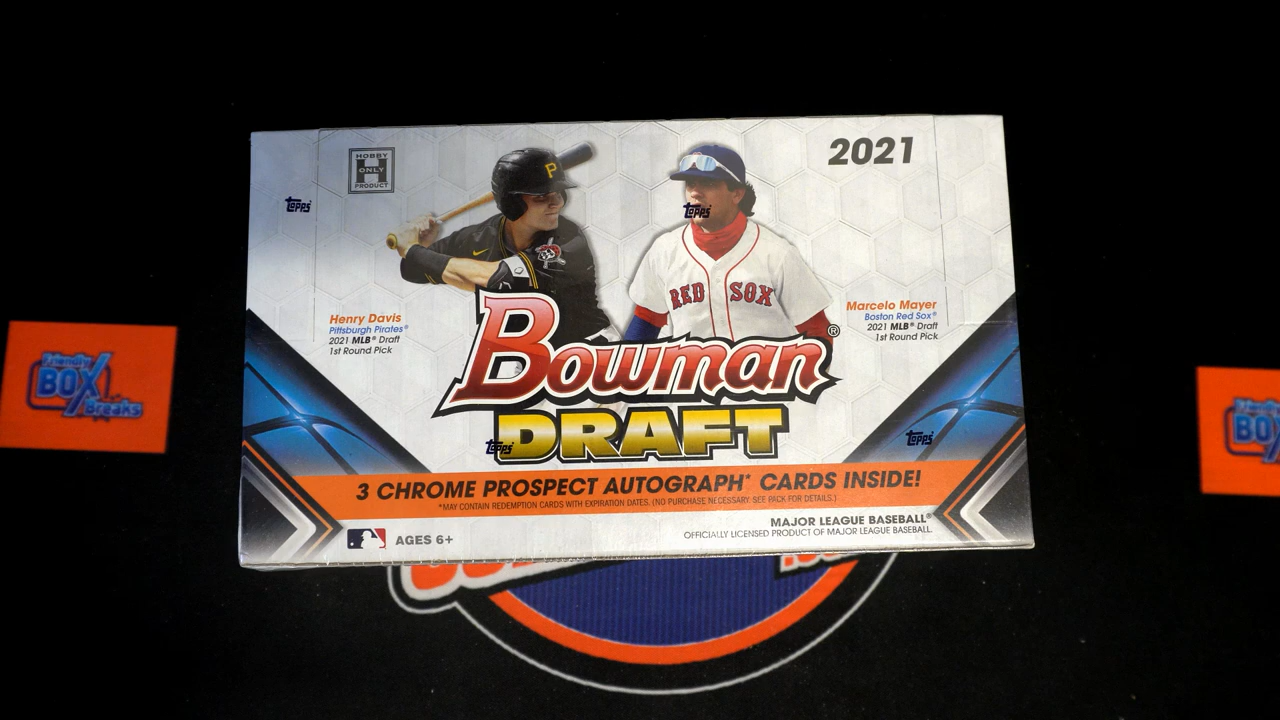 2021
HOBBY
ONLY
H
PRODUCT
Topps
Topps
Henry Davis
Pittsburgh Pirates®
2021 MLB® Draft
1st Round Pick
P
RED SOX
Marcelo Mayer
Boston Red Sox®
2021 MLB® Draft
1st Round Pick
Bowman®
DRAFT
Topps
Topps
3 CHROME PROSPECT AUTOGRAPH* CARDS INSIDE!
*MAY CONTAIN REDEMPTION CARDS WITH EXPIRATION DATES. (NO PURCHASE NECESSARY. SEE PACK FOR DETAILS.)
AGES 6+
MAJOR LEAGUE BASEBALL®
OFFICIALLY LICENSED PRODUCT OF MAJOR LEAGUE BASEBALL.
Friendly
BOX
Breaks